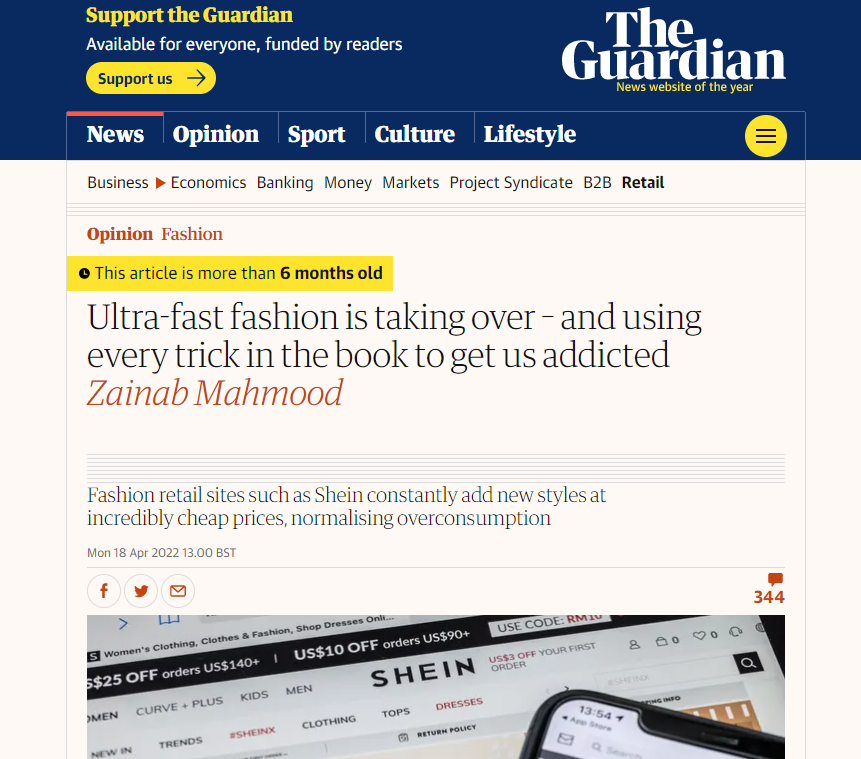 Support the Guardian
Available for everyone, funded by readers
Support us
The
Guardian
News website of the year
News Opinion Sport Culture Lifestyle
Business Economics Banking Money Markets Project Syndicate B2B Retail
Opinion Fashion
This article is more than 6 months old
Ultra-fast fashion is taking over – and using
every trick in the book to get us addicted
Zainab Mahmood
Fashion retail sites such as Shein constantly add new styles at
incredibly cheap prices, normalising overconsumption
Mon 18 Apr 2022 13.00 BST
344
S Women's Clothing, Clothes & Fashion, Shop Dresses Onli...
S$25 OFF orders US$140+ | US$10 OFF orders US$90+ USE CODE: RM10
SHEIN US$3 OFF YOUR FIRST
ORDER
0 0
OMEN CURVE + PLUS KIDS MEN
#SHEINX
NEW IN TRENDS #SHEINX CLOTHING TOPS DRESSES
RETURN POLICY
PING INFO
13:54
App Store
Search